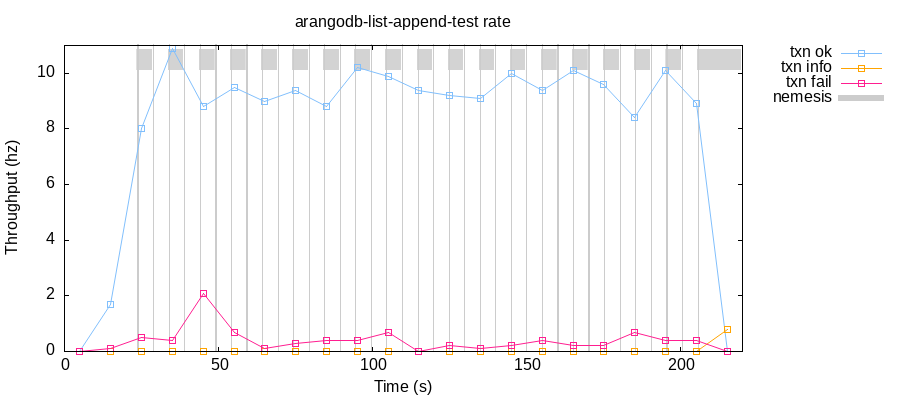 arangodb-list-append-test rate
txn ok
txn info
txn fail
nemesis
Throughput (hz)
10
8
6
4
2
0
0 50 100 150 200
Time (s)